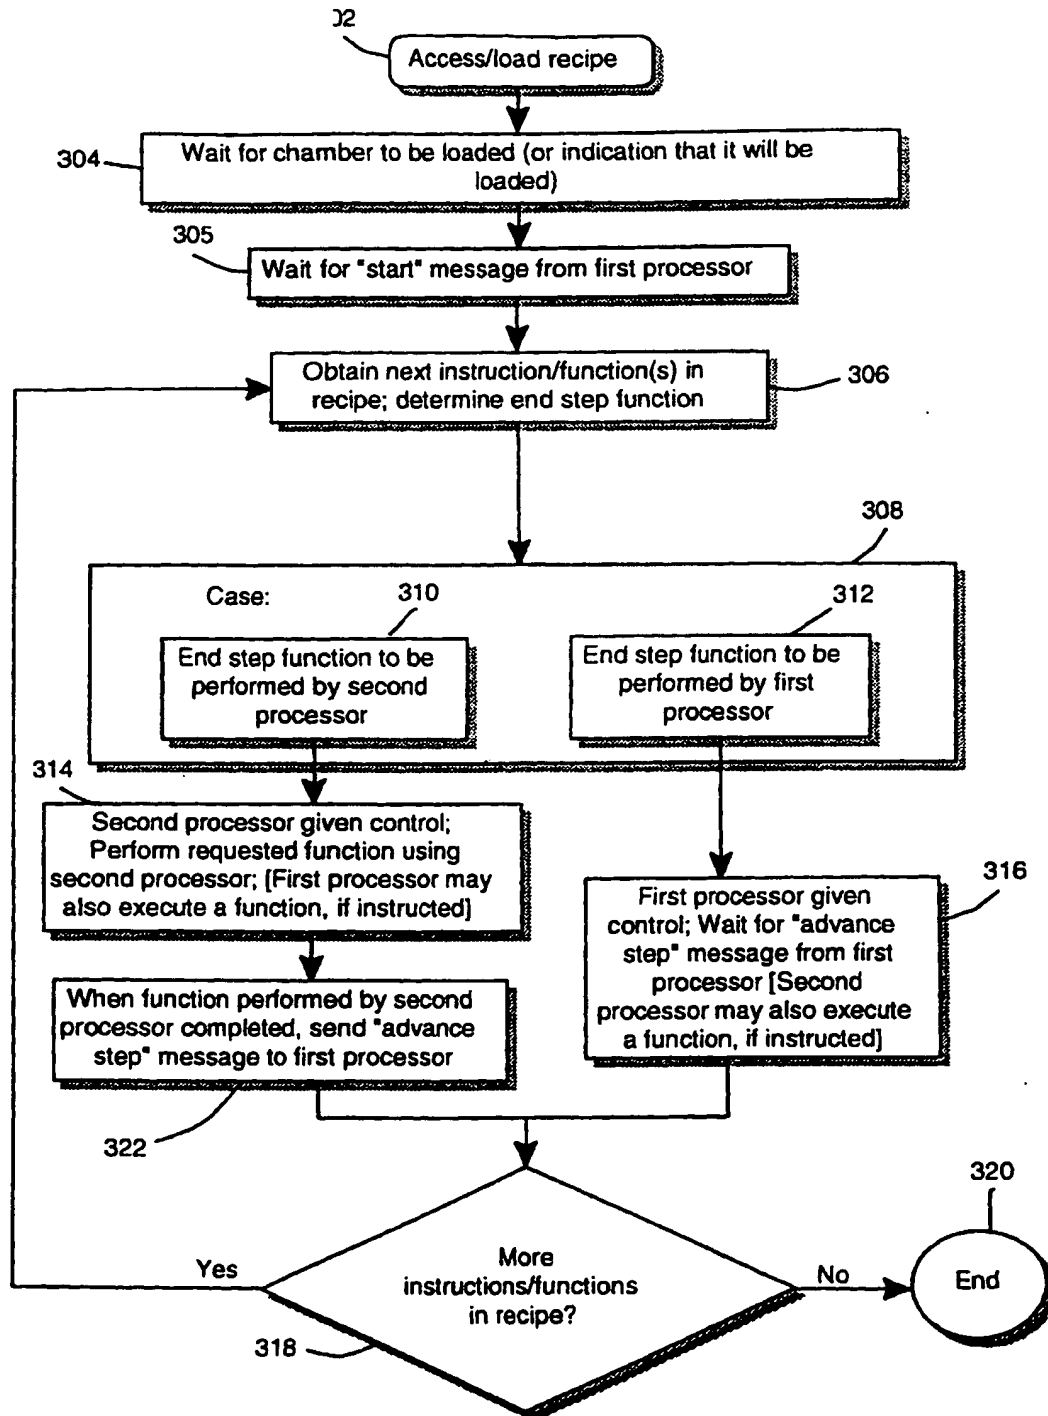 02
Access/load recipe
304
Wait for chamber to be loaded (or indication that it will be
loaded)
305
Wait for "start" message from first processor
Obtain next instruction/function(s) in
recipe; determine end step function
306
308
Case:
310
312
End step function to be
performed by second
processor
End step function to be
performed by first
processor
314
Second processor given control;
Perform requested function using
second processor; [First processor may
also execute a function, if instructed]
316
First processor given
control; Wait for "advance
step" message from first
processor [Second
processor may also execute
a function, if instructed]
When function performed by second
processor completed, send "advance
step" message to first processor
322
320
Yes
More
instructions/functions
in recipe?
No
End
318